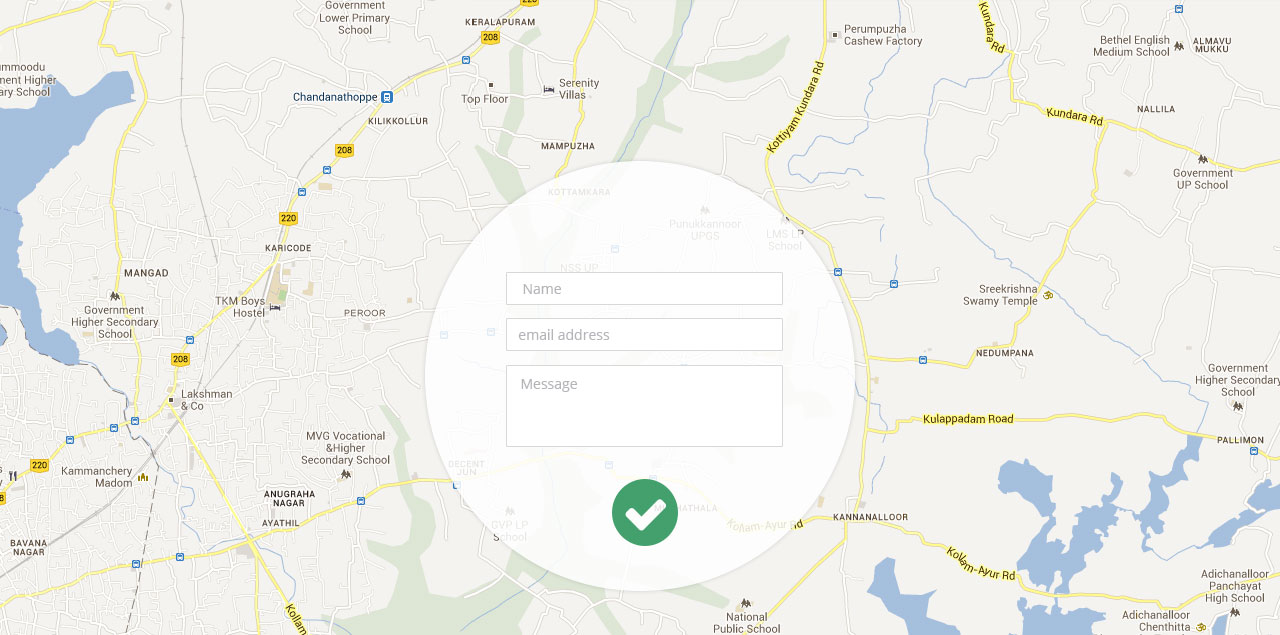 Government
Lower Primary
School
KERALAPURAM
208
220
Kundara Rd
Perumpuzha
Cashew Factory
Bethel English
Medium School
ALMAVU
MUKKU
ment Higher
ary School
Serenity
Villas
Top Floor
Chandanathoppe
KILIKKOLLUR
Kottiyam Kundara Rd
NALLILA
Kundara Rd
208
MAMPUZHA
Government
UP School
KOTTAMKARA
220
Punukkannoor
UPGS
LMS LP
School
KARICODE
MANGAD
NSS UP
Name
Sreekrishna
Swamy Temple
TKM Boys
Hostel
PEROOR
Government
Higher Secondary
School
email address
NEDUMPANA
208
Government
Higher Secondary
School
Message
Lakshman
& Co
Kulappadam Road
MVG Vocational
&Higher
Secondary School
PALLIMON
220
Kammanchery
Madom
DECENT
JUN
ANUGRAHA
NAGAR
AYATHIL
GVP LP
School
HATHALA
Kollam-Ayur Rd
KANNANALLOOR
BAVANA
NAGAR
Kollam-Ayur Rd
Adichanalloor
Panchayat
High School
Kollam
National
Public School
Adichanalloor
Chenthitta